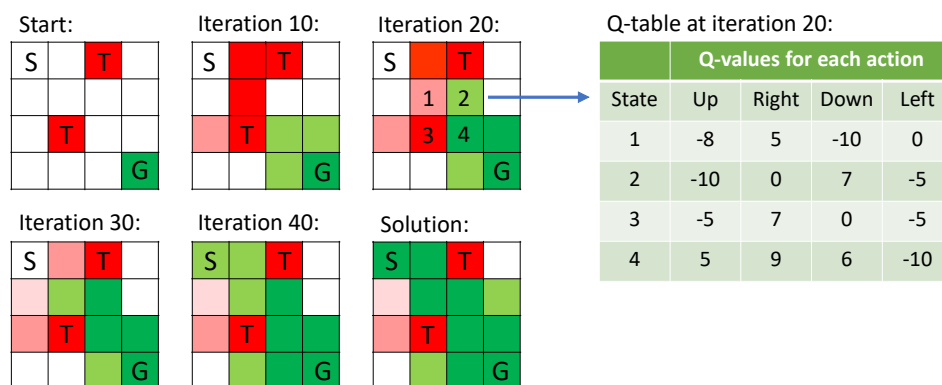 Start:
Iteration 10:
Iteration 20:
Q-table at iteration 20:
S T
S T
S T
Q-values for each action
1 2
State Up Right Down Left
T
T
3 4
1 -8 5 -10 0
G
G
G
2 -10 0 7 -5
3 -5 7 0 -5
4 5 9 6 -10
Iteration 30:
Iteration 40:
Solution:
S T
S T
S T
T
T
T
G
G
G